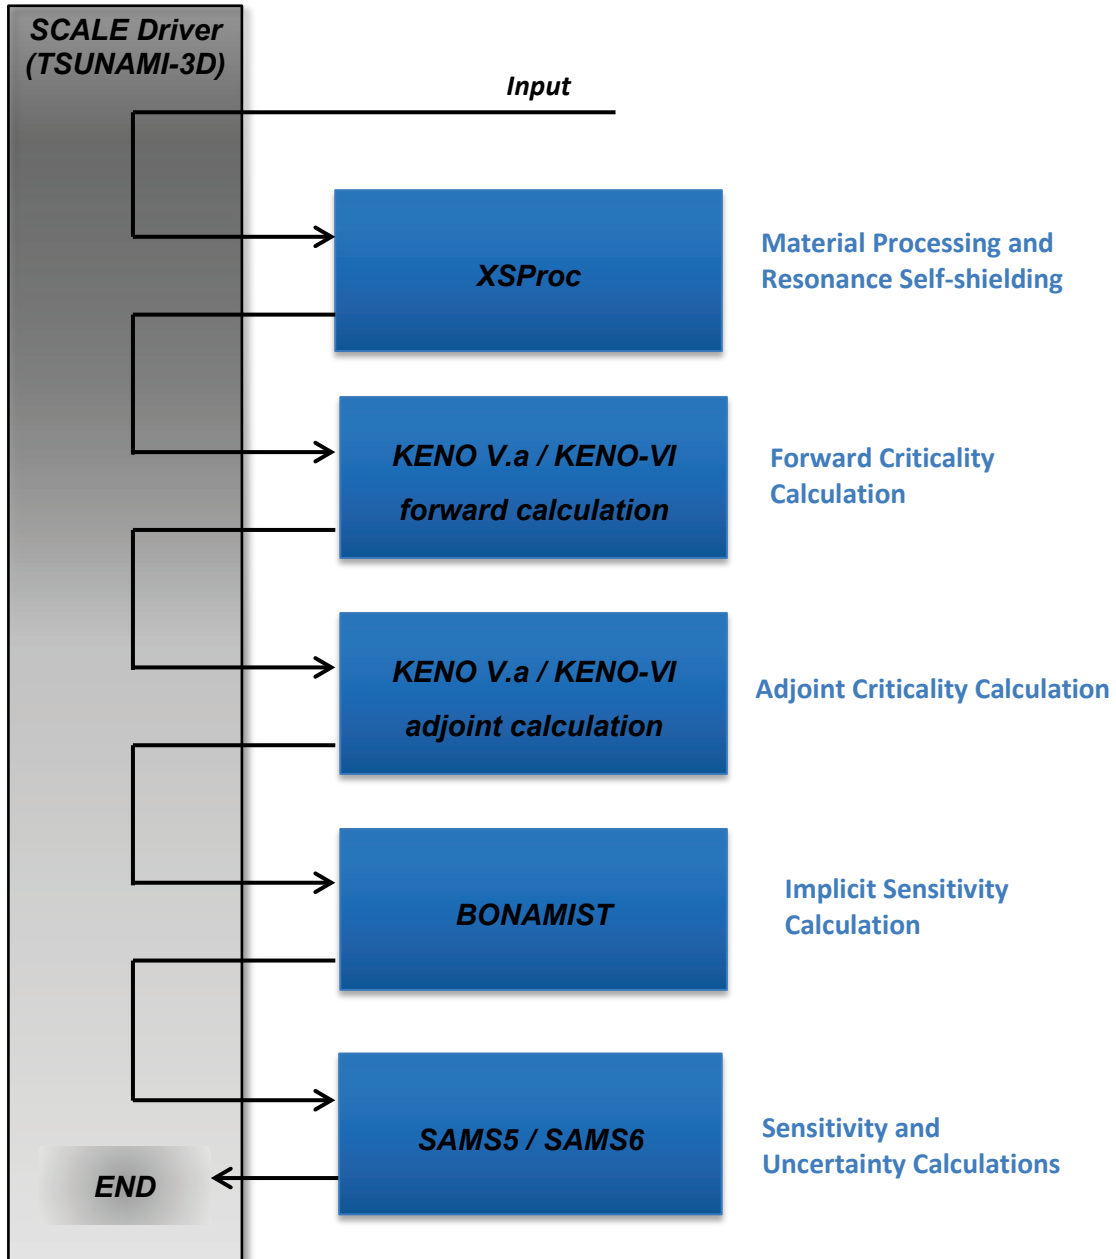 SCALE Driver
(TSUNAMI-3D)
Input
XSProc
Material Processing and
Resonance Self-shielding
KENO V.a / KENO-VI
forward calculation
Forward Criticality
Calculation
KENO V.a / KENO-VI
adjoint calculation
Adjoint Criticality Calculation
BONAMIST
Implicit Sensitivity
Calculation
SAMS5 / SAMS6
Sensitivity and
Uncertainty Calculations
END